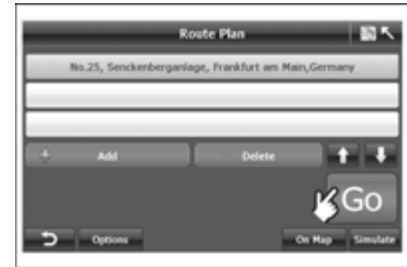 Route Plan
No.25, Senckenberganlage, Frankfurt am Main,Germany
Add Delete
Go
Options On Map Simulate